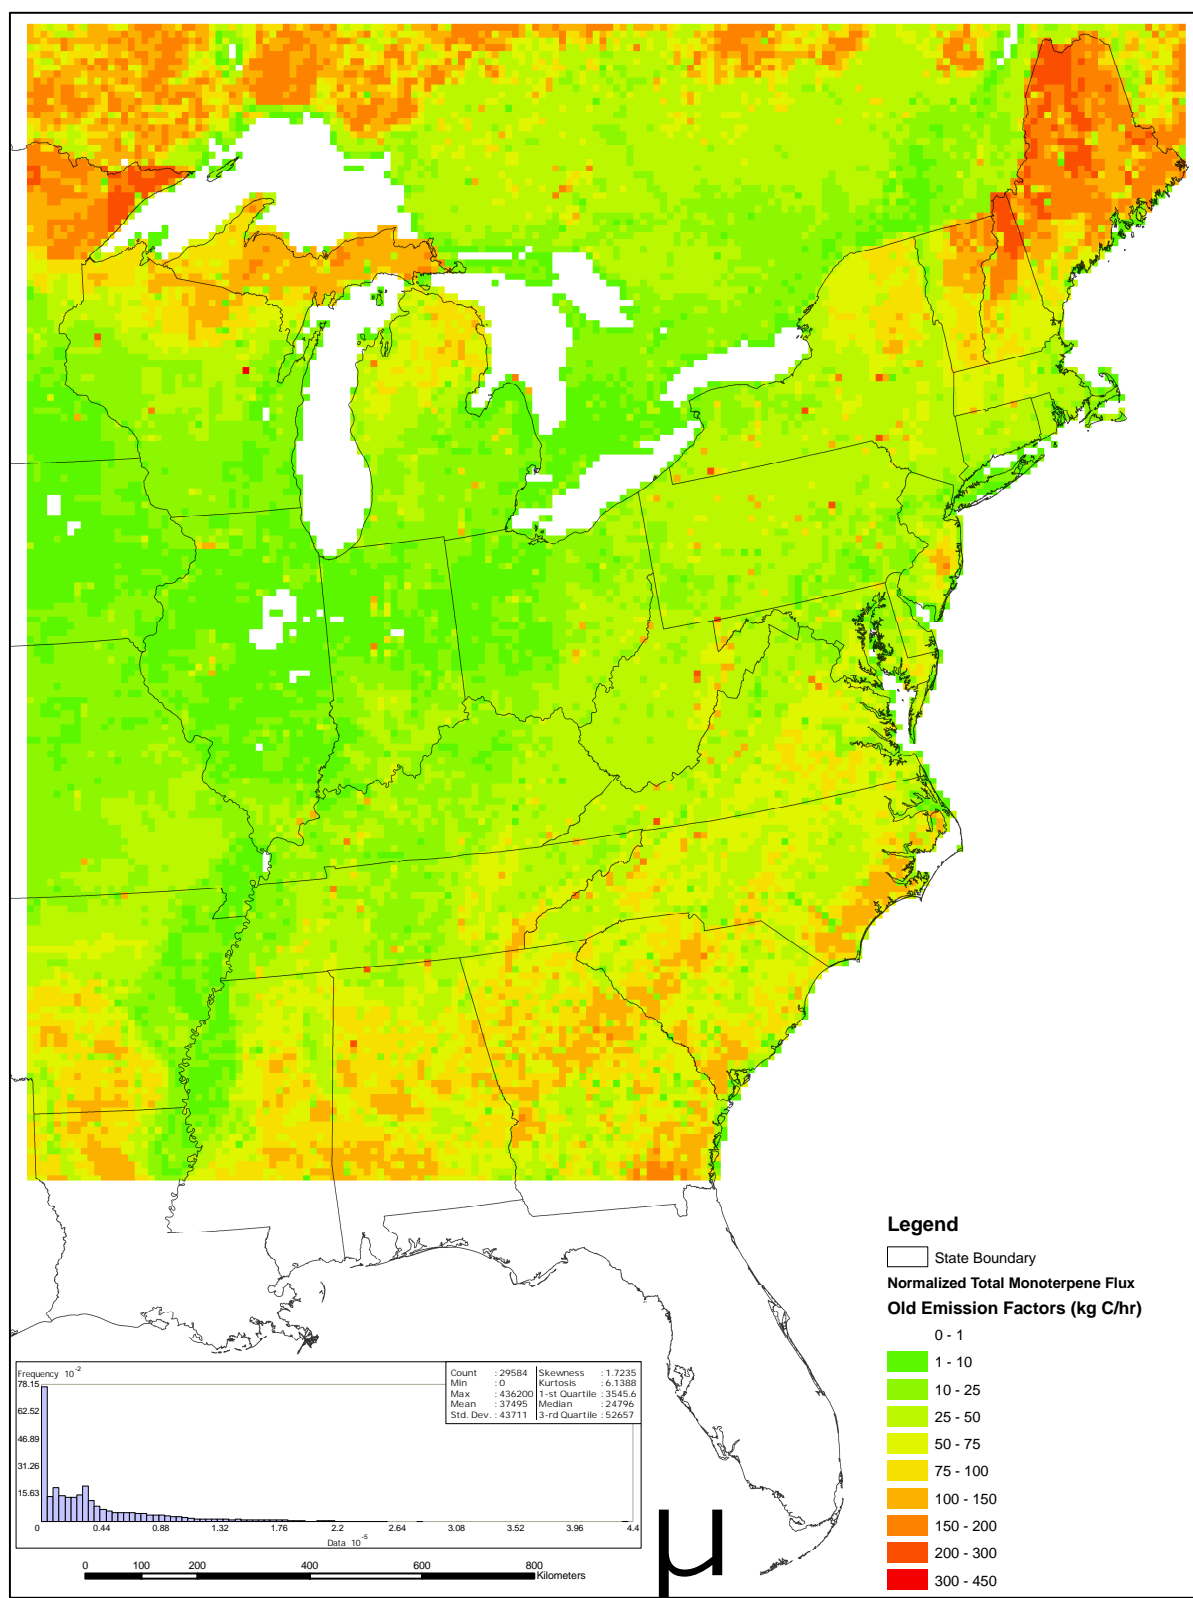 Legend
State Boundary
Normalized Total Monoterpene Flux
Old Emission Factors (kg C/hr)
0 - 1
1 - 10
10 - 25
25 - 50
50 - 75
75 - 100
100 - 150
150 - 200
200 - 300
300 - 450
Frequency 10^-2
78.15
62.52
46.89
31.26
15.63
Count : 29584 Skewness : 1.7235
Min : 0 Kurtosis : 6.1388
Max : 436200 1-st Quartile : 3545.6
Mean : 37495 Median : 24796
Std. Dev. : 43711 3-rd Quartile : 52657
0 0.44 0.88 1.32 1.76 2.2 2.64 3.08 3.52 3.96 4.4
Data 10^-5
0 100 200 400 600 800
Kilometers
µ